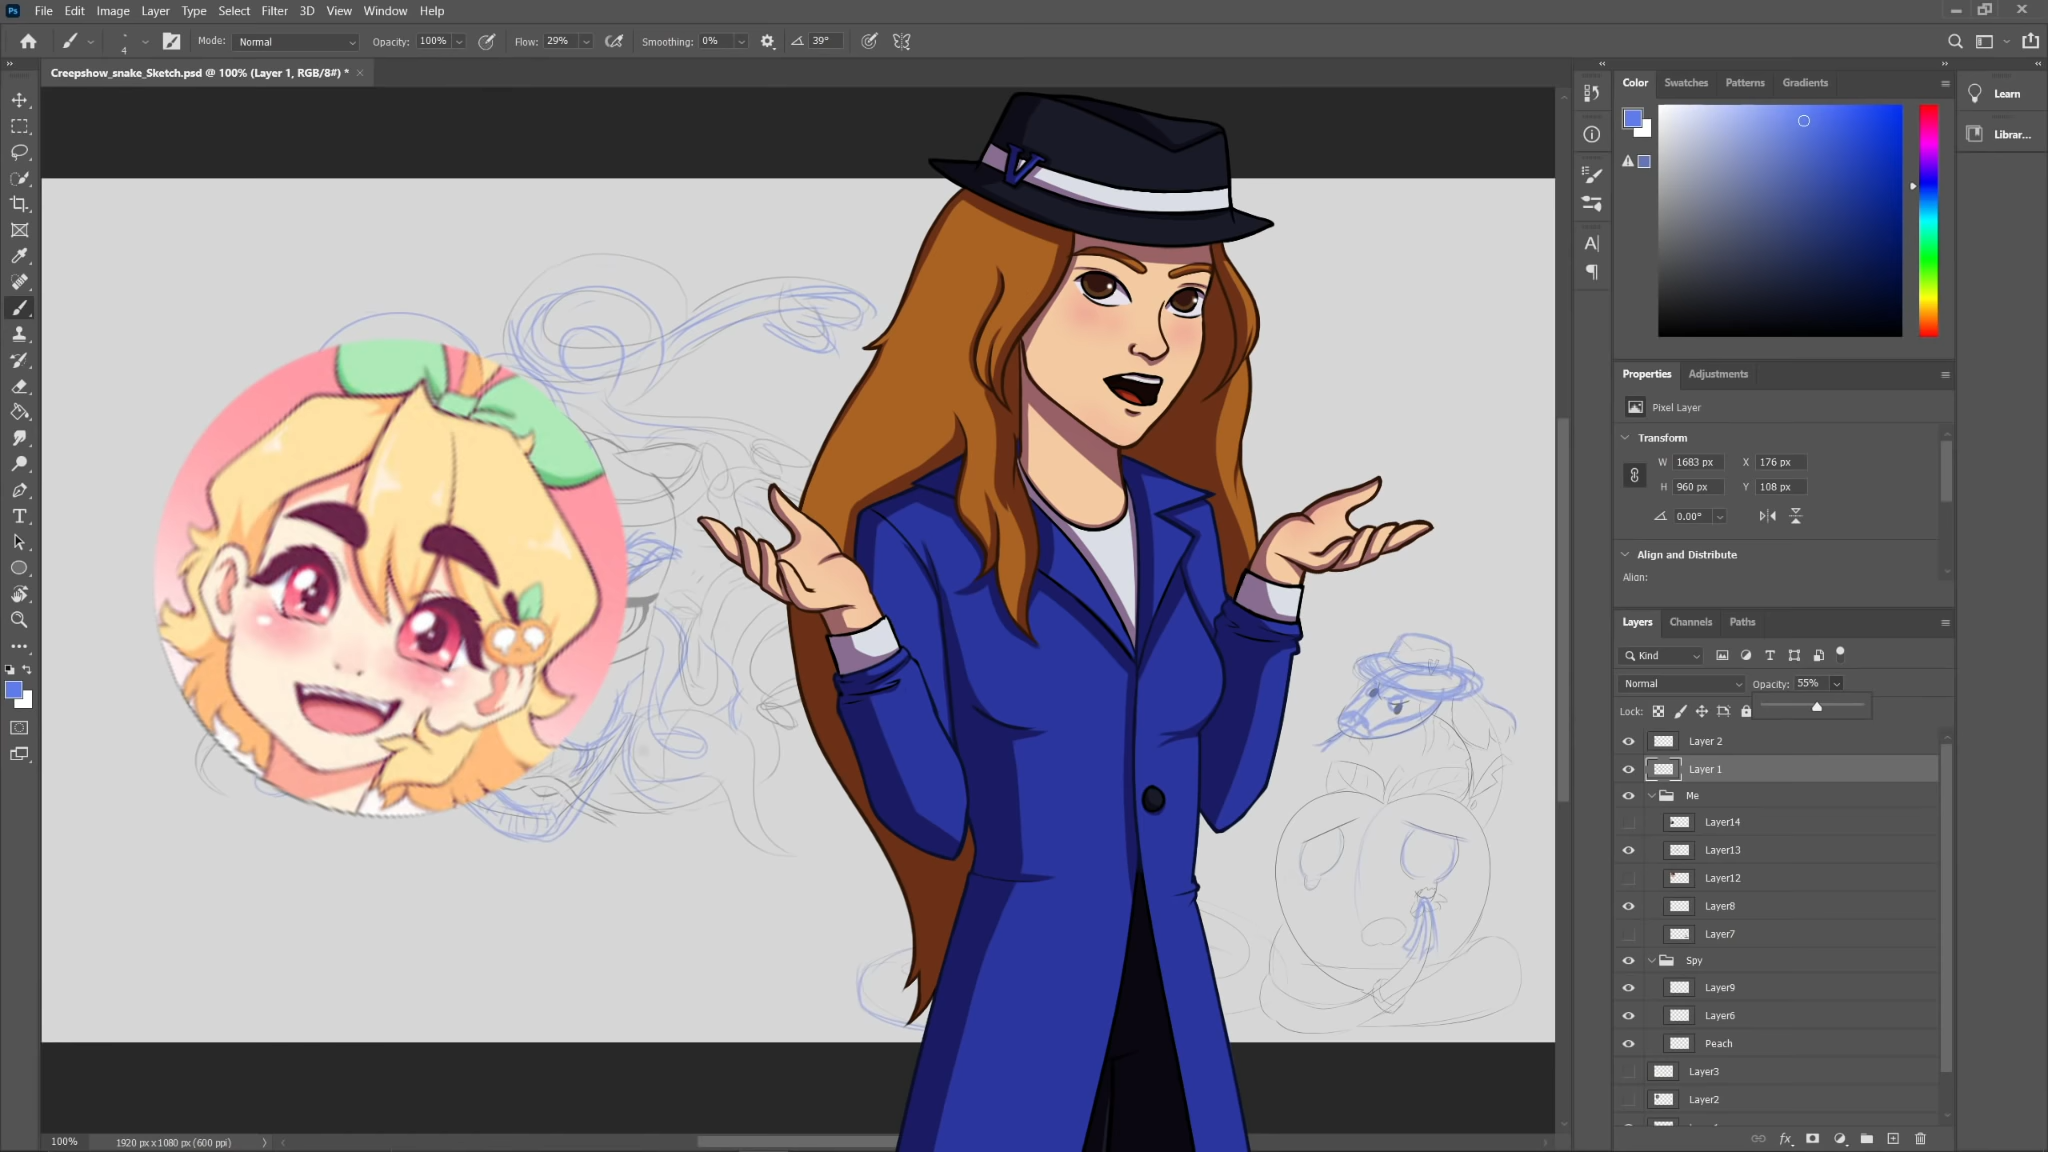 Ps File Edit Image Layer Type Select Filter 3D View Window Help
4 Mode: Normal Opacity: 100% Flow: 29% Smoothing: 0% 39°
Creepshow_snake_Sketch.psd @ 100% (Layer 1, RGB/8#) *
Color Swatches Patterns Gradients
Learn
Librar...
V
Properties Adjustments
Pixel Layer
Transform
W 1683 px X 176 px
H 960 px Y 108 px
0.00°
Align and Distribute
Align:
Layers Channels Paths
Kind
Normal Opacity: 55%
Lock:
Layer 2
Layer 1
Me
Layer14
Layer13
Layer12
Layer8
Layer7
Spy
Layer9
Layer6
Peach
Layer3
Layer2
100% 1920 px x 1080 px (600 ppi)